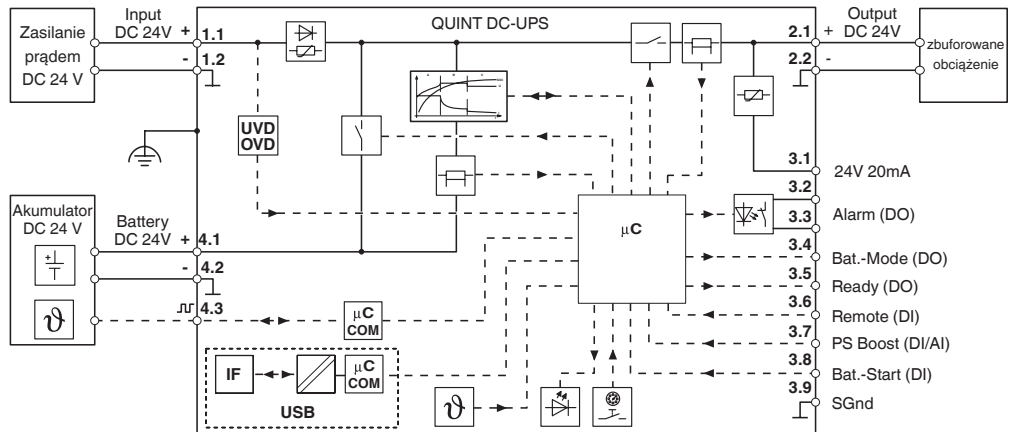 QUINT DC-UPS
Zasilanie
prądem
DC 24 V
Input
DC 24V
+
1.1
-
1.2
UVD
OVD
Akumulator
DC 24 V
Battery
DC 24V
+
4.1
-
4.2
4.3
ϑ
µC
COM
IF
µC
COM
USB
ϑ
µC
2.1
+
Output
DC 24V
2.2
-
zbuforowane
obciążenie
3.1
24V 20mA
3.2
3.3
Alarm (DO)
3.4
Bat.-Mode (DO)
3.5
Ready (DO)
3.6
Remote (DI)
3.7
PS Boost (DI/AI)
3.8
Bat.-Start (DI)
3.9
SGnd